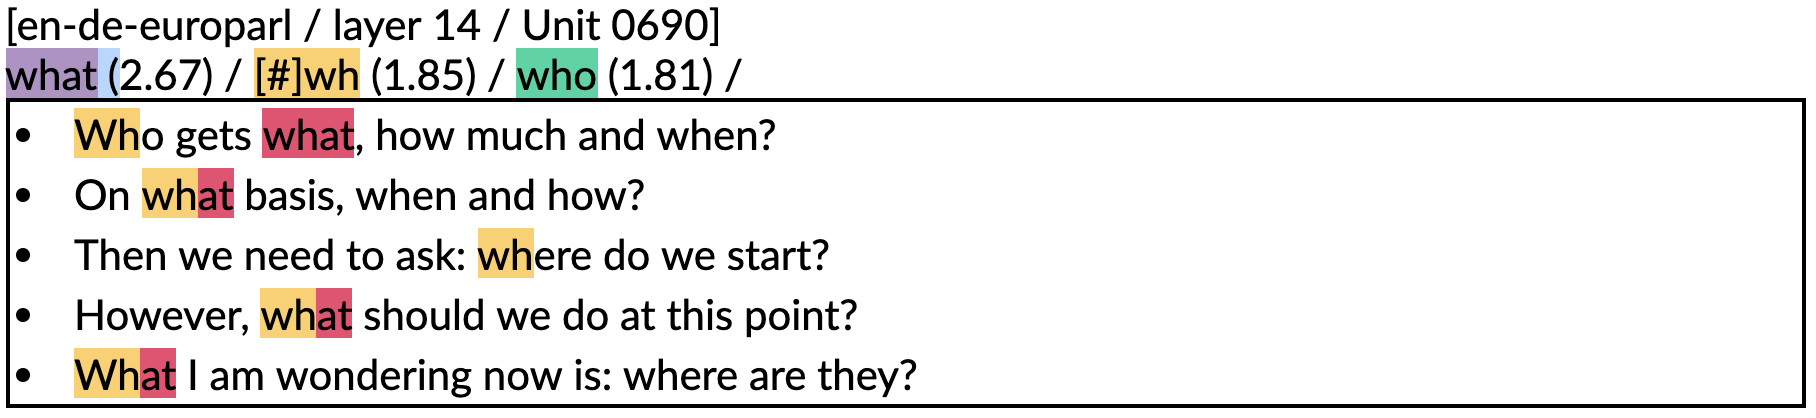 [en-de-europarl / layer 14 / Unit 0690]
what (2.67) / [#]wh (1.85) / who (1.81) /
• Who gets what, how much and when?
• On what basis, when and how?
• Then we need to ask: where do we start?
• However, what should we do at this point?
• What I am wondering now is: where are they?